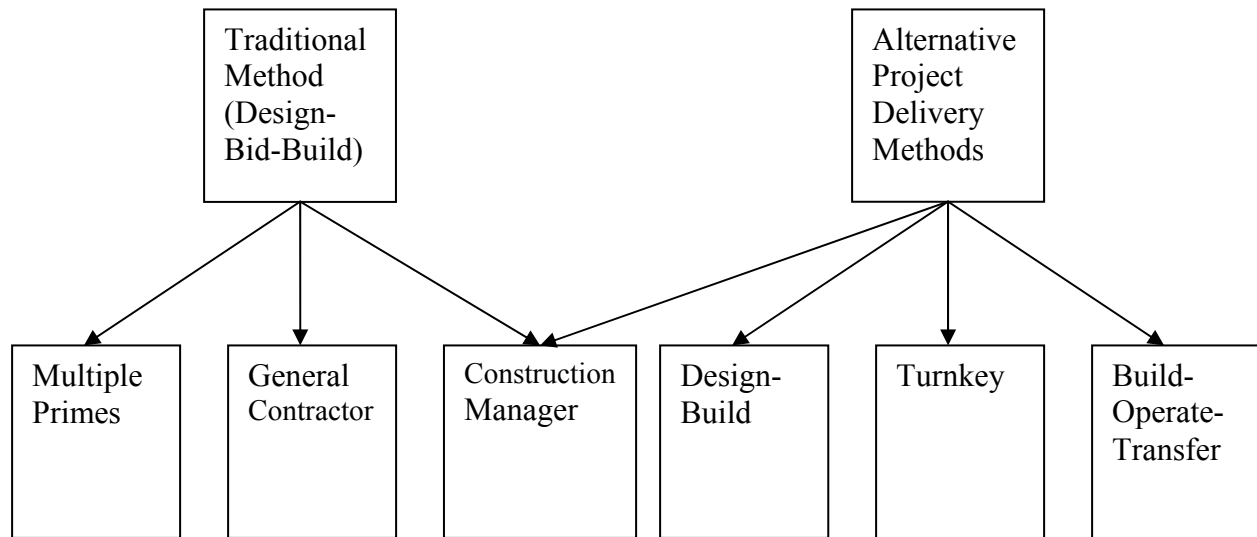 Traditional
Method
(Design-
Bid-Build)
Alternative
Project
Delivery
Methods
Multiple
Primes
General
Contractor
Construction
Manager
Design-
Build
Turnkey
Build-
Operate-
Transfer